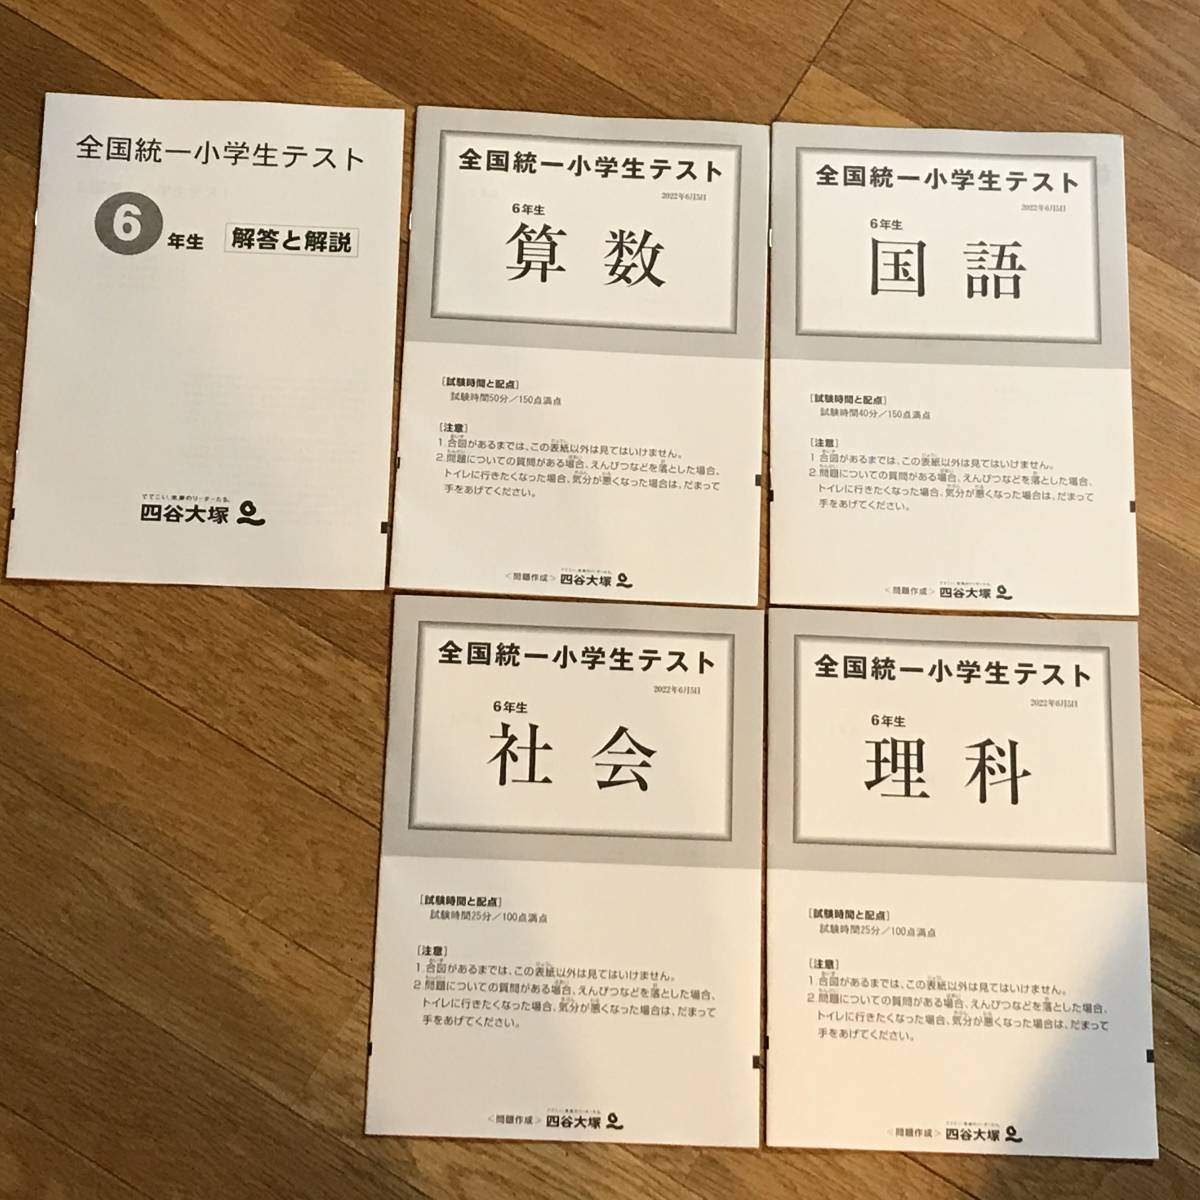 全国統一小学生テスト
6年生 解答と解説
ででこい、未来のリーダーたち。
四谷大塚
全国統一小学生テスト
2022年6月5日
6年生
算数
[試験時間と配点]
試験時間50分／150点満点
[注意]
1.合図があるまでは、この表紙以外は見てはいけません。
2.問題についての質問がある場合、えんぴつなどを落とした場合、
トイレに行きたくなった場合、気分が悪くなった場合は、だまって
手をあげてください。
＜問題作成＞ 四谷大塚
全国統一小学生テスト
2022年6月5日
6年生
国語
[試験時間と配点]
試験時間40分／150点満点
[注意]
1.合図があるまでは、この表紙以外は見てはいけません。
2.問題についての質問がある場合、えんぴつなどを落とした場合、
トイレに行きたくなった場合、気分が悪くなった場合は、だまって
手をあげてください。
＜問題作成＞ 四谷大塚
全国統一小学生テスト
2022年6月5日
6年生
社会
[試験時間と配点]
試験時間25分／100点満点
[注意]
1.合図があるまでは、この表紙以外は見てはいけません。
2.問題についての質問がある場合、えんぴつなどを落とした場合、
トイレに行きたくなった場合、気分が悪くなった場合は、だまって
手をあげてください。
＜問題作成＞ 四谷大塚
全国統一小学生テスト
2022年6月5日
6年生
理科
[試験時間と配点]
試験時間25分／100点満点
[注意]
1.合図があるまでは、この表紙以外は見てはいけません。
2.問題についての質問がある場合、えんぴつなどを落とした場合、
トイレに行きたくなった場合、気分が悪くなった場合は、だまって
手をあげてください。
＜問題作成＞ 四谷大塚